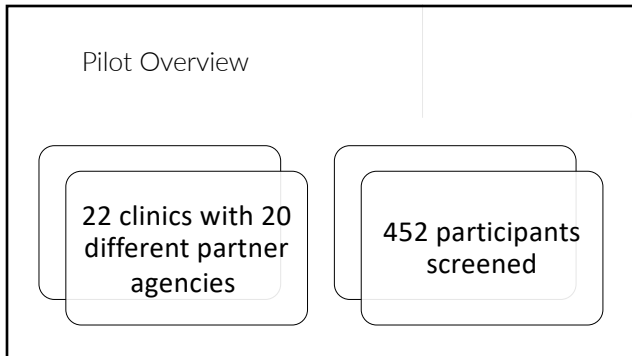 Pilot Overview
22 clinics with 20
different partner
agencies
452 participants
screened